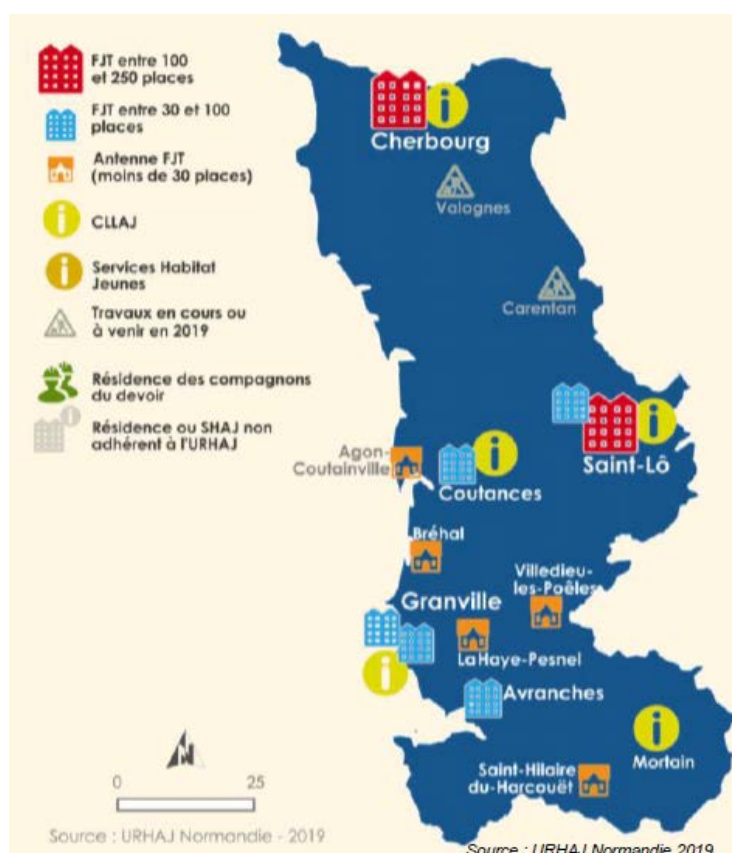 FJT entre 100
et 250 places
FJT entre 30 et 100
places
Antenne FJT
(moins de 30 places)
CLLAJ
Services Habitat
Jeunes
Travaux en cours ou
à venir en 2019
Résidence des compagnons
du devoir
Résidence ou SHAJ non
adhérent à l'URHAJ
Cherbourg
Valognes
Carentan
Saint-Lô
Agon-
Coutainville
Coutances
Bréhal
Villedieu-
les-Poêles
Granville
La Haye-Pesnel
Avranches
Mortain
Saint-Hilaire
du-Harcouët
N
0 25
Source : URHAJ Normandie - 2019
Source : URHAJ Normandie 2019